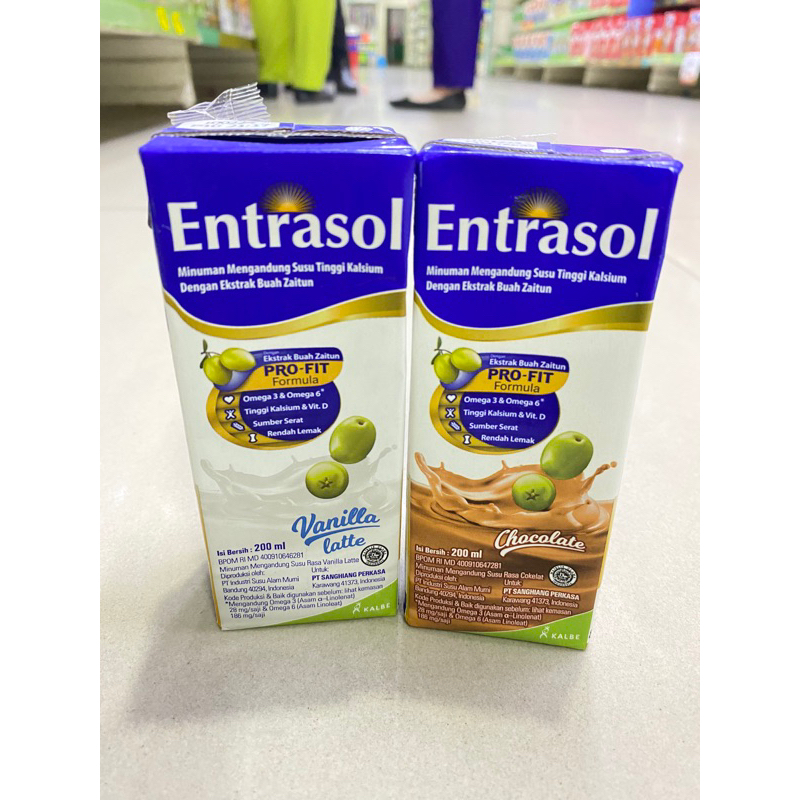 Entrasol
Minuman Mengandung Susu Tinggi Kalsium
Dengan Ekstrak Buah Zaitun
Dengan
Ekstrak Buah Zaitun
PRO-FIT
Formula
Omega 3 & Omega 6*
Tinggi Kalsium & Vit. D
Sumber Serat
Rendah Lemak
Vanilla
latte
Isi Bersih : 200 ml
BPOM RI MD 400910646281
Minuman Mengandung Susu Rasa Vanilla Latte
Diproduksi oleh:
PT Industri Susu Alam Murni
Bandung 40294, Indonesia
Untuk:
PT SANGHIANG PERKASA
Karawang 41373, Indonesia
Kode Produksi & Baik digunakan sebelum: lihat kemasan
*Mengandung Omega 3 (Asam α-Linolenat)
28 mg/saji & Omega 6 (Asam Linoleat)
186 mg/saji
KALBE
Entrasol
Minuman Mengandung Susu Tinggi Kalsium
Dengan Ekstrak Buah Zaitun
Dengan
Ekstrak Buah Zaitun
PRO-FIT
Formula
Omega 3 & Omega 6*
Tinggi Kalsium & Vit. D
Sumber Serat
Rendah Lemak
Chocolate
Isi Bersih : 200 ml
BPOM RI MD 400910647281
Minuman Mengandung Susu Rasa Cokelat
Diproduksi oleh:
PT Industri Susu Alam Murni
Bandung 40294, Indonesia
Untuk:
PT SANGHIANG PERKASA
Karawang 41373, Indonesia
Kode Produksi & Baik digunakan sebelum: lihat kemasan
*Mengandung Omega 3 (Asam α-Linolenat)
28 mg/saji & Omega 6 (Asam Linoleat)
186 mg/saji
KALBE